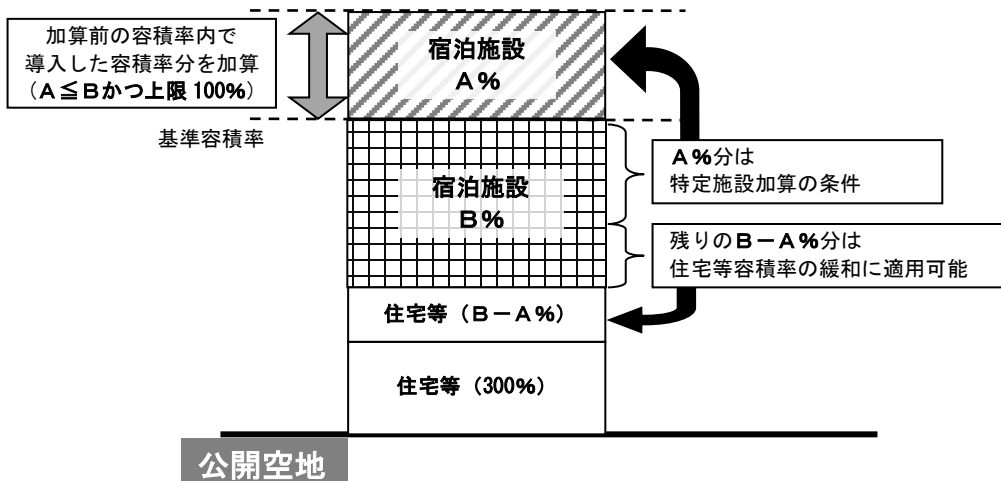 加算前の容積率内で
導入した容積率分を加算
（Ａ≦Ｂかつ上限 100％）
基準容積率
宿泊施設
Ａ％
宿泊施設
Ｂ％
Ａ％分は
特定施設加算の条件
残りのＢ－Ａ％分は
住宅等容積率の緩和に適用可能
住宅等（Ｂ－Ａ％）
住宅等（300％）
公開空地